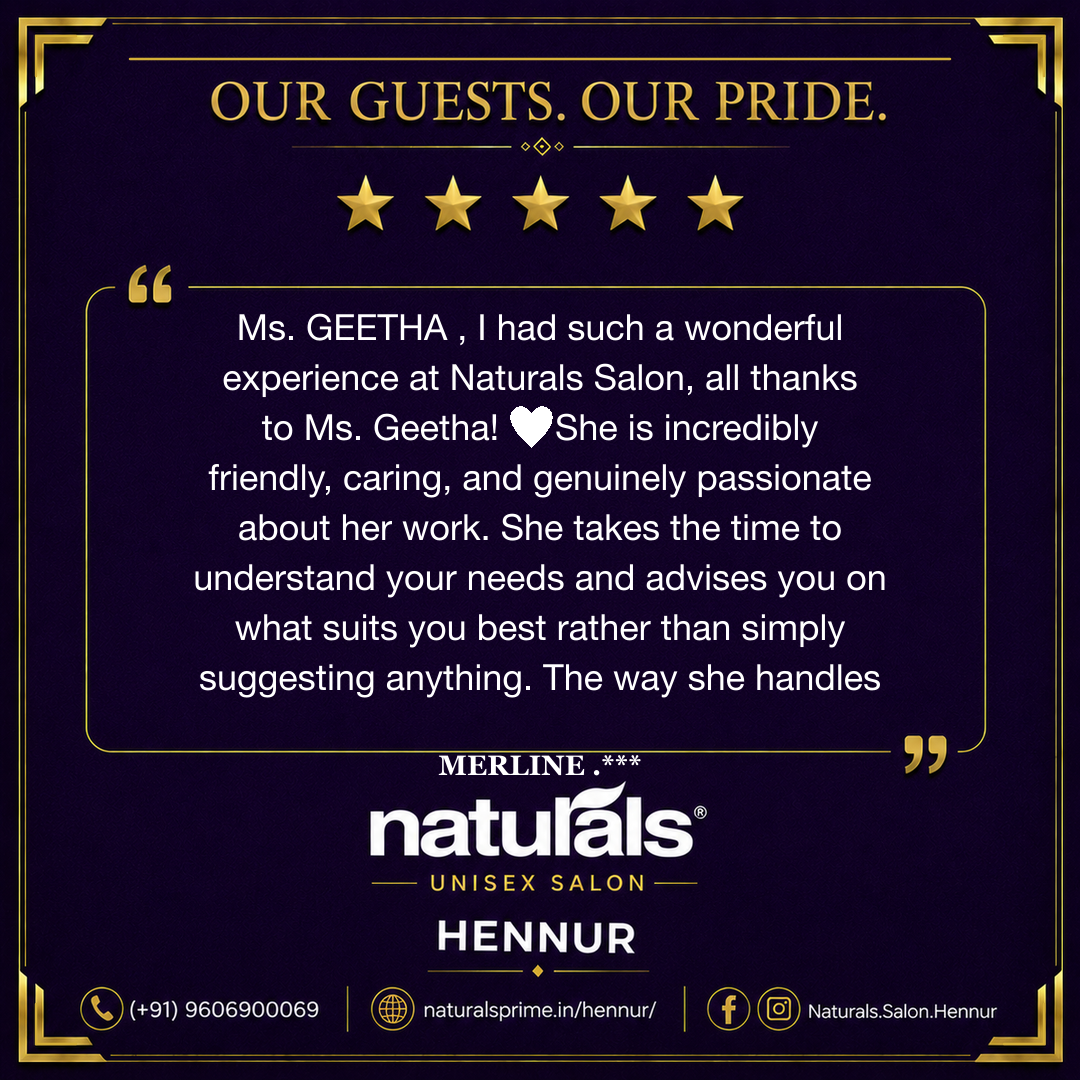 OUR GUESTS. OUR PRIDE.
“
Ms. GEETHA , I had such a wonderful
experience at Naturals Salon, all thanks
to Ms. Geetha! 🤍She is incredibly
friendly, caring, and genuinely passionate
about her work. She takes the time to
understand your needs and advises you on
what suits you best rather than simply
suggesting anything. The way she handles
”
MERLINE .***
naturals®
UNISEX SALON
HENNUR
(+91) 9606900069
naturalsprime.in/hennur/
Naturals.Salon.Hennur